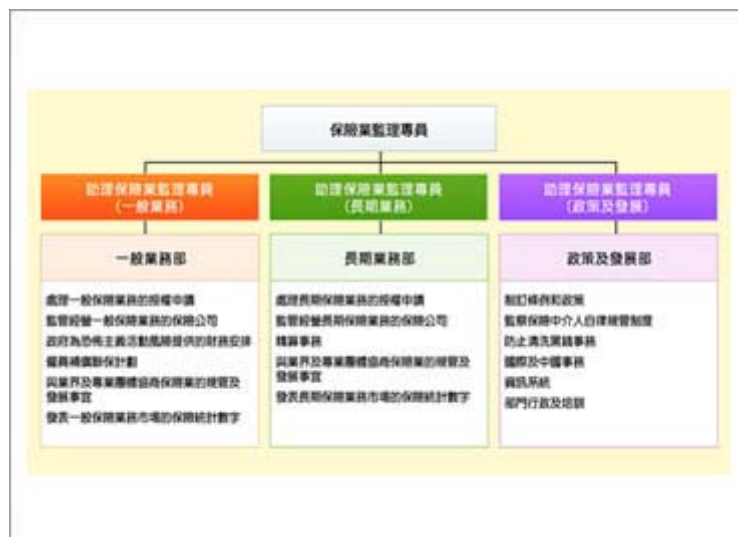 保險業監理專員
助理保險業監理專員
(一般業務)
助理保險業監理專員
(長期業務)
助理保險業監理專員
(政策及發展)
一般業務部
處理一般保險業務的授權申請
監管經營一般保險業務的保險公司
政府為恐怖主義活動風險提供的財務安排
僱員補償聯保計劃
與業界及專業團體協商保險業的規管及
發展事宜
發表一般保險業務市場的保險統計數字
長期業務部
處理長期保險業務的授權申請
監管經營長期保險業務的保險公司
精算事務
與業界及專業團體協商保險業的規管及
發展事宜
發表長期保險業務市場的保險統計數字
政策及發展部
制訂條例和政策
監察保險中介人自律規管制度
防止清洗黑錢事務
國際及中國事務
資訊系統
部門行政及培訓